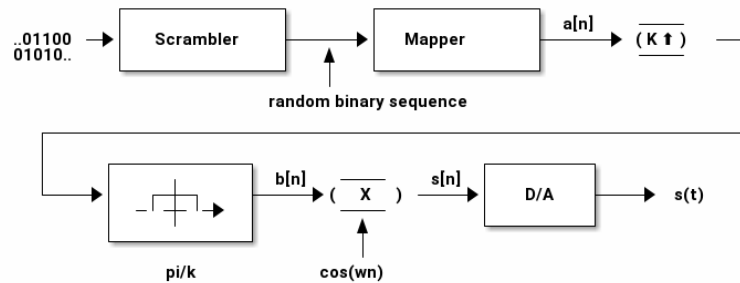 ..01100
01010..
Scrambler
Mapper
a[n]
( K ⬆ )
random binary sequence
b[n]
( X )
s[n]
D/A
s(t)
pi/k
cos(wn)